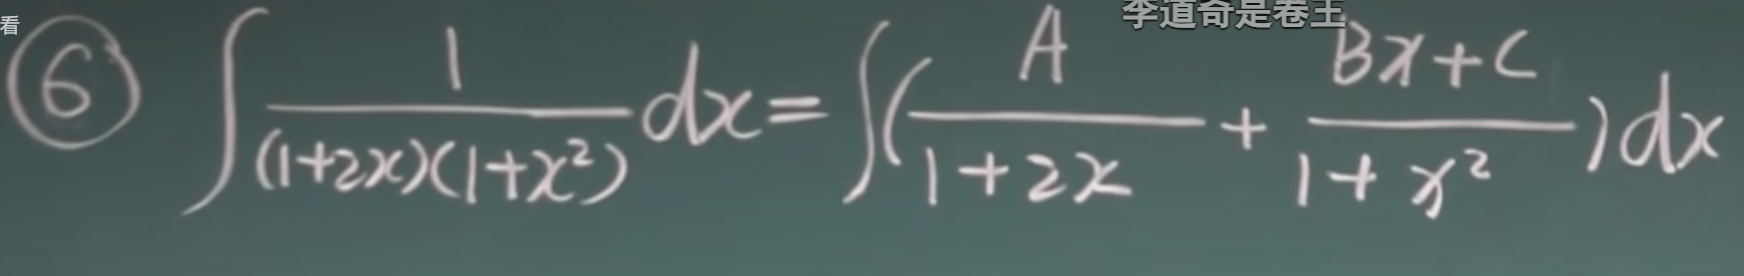 看
李道奇是卷王
⑥ ∫ 1/((1+2x)(1+x²)) dx = ∫( A/(1+2x) + (Bx+C)/(1+x²) ) dx